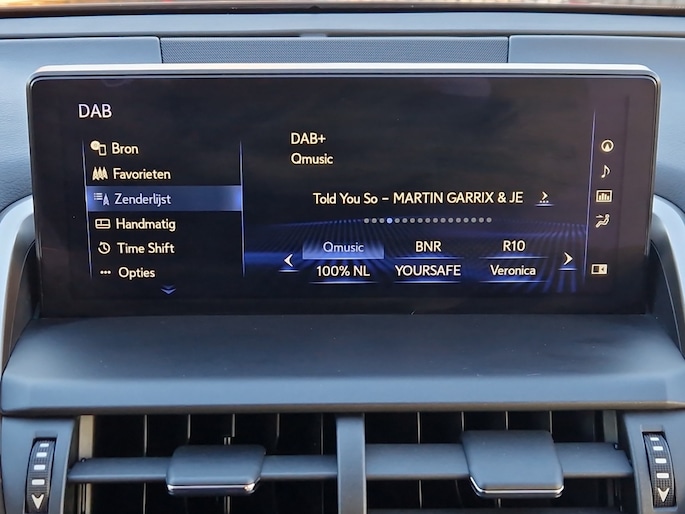 DAB
Bron
Favorieten
Zenderlijst
Handmatig
Time Shift
Opties
DAB+
Qmusic
Told You So – MARTIN GARRIX & JE
Qmusic BNR R10
100% NL YOURSAFE Veronica